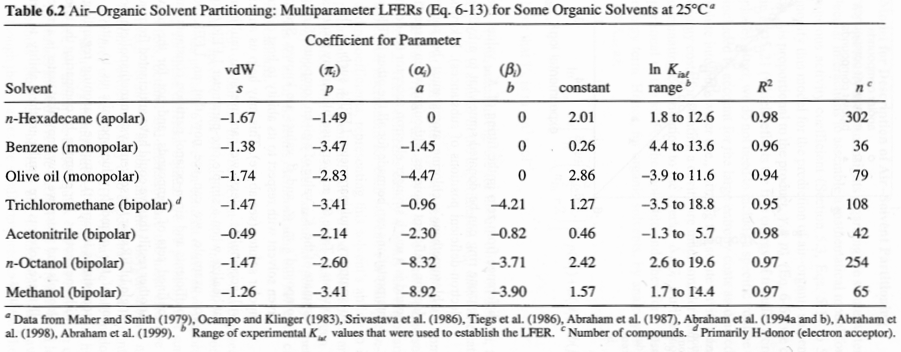 Table 6.2 Air–Organic Solvent Partitioning: Multiparameter LFERs (Eq. 6-13) for Some Organic Solvents at 25°C ᵃ
Coefficient for Parameter
vdW (πᵢ) (αᵢ) (βᵢ) ln Kᵢₐℓ
Solvent s p a b constant range ᵇ R² n ᶜ
n-Hexadecane (apolar) −1.67 −1.49 0 0 2.01 1.8 to 12.6 0.98 302
Benzene (monopolar) −1.38 −3.47 −1.45 0 0.26 4.4 to 13.6 0.96 36
Olive oil (monopolar) −1.74 −2.83 −4.47 0 2.86 −3.9 to 11.6 0.94 79
Trichloromethane (bipolar) ᵈ −1.47 −3.41 −0.96 −4.21 1.27 −3.5 to 18.8 0.95 108
Acetonitrile (bipolar) −0.49 −2.14 −2.30 −0.82 0.46 −1.3 to 5.7 0.98 42
n-Octanol (bipolar) −1.47 −2.60 −8.32 −3.71 2.42 2.6 to 19.6 0.97 254
Methanol (bipolar) −1.26 −3.41 −8.92 −3.90 1.57 1.7 to 14.4 0.97 65
ᵃ Data from Maher and Smith (1979), Ocampo and Klinger (1983), Srivastava et al. (1986), Tiegs et al. (1986), Abraham et al. (1987), Abraham et al. (1994a and b), Abraham et
al. (1998), Abraham et al. (1999). ᵇ Range of experimental Kᵢₐℓ values that were used to establish the LFER. ᶜ Number of compounds. ᵈ Primarily H-donor (electron acceptor).